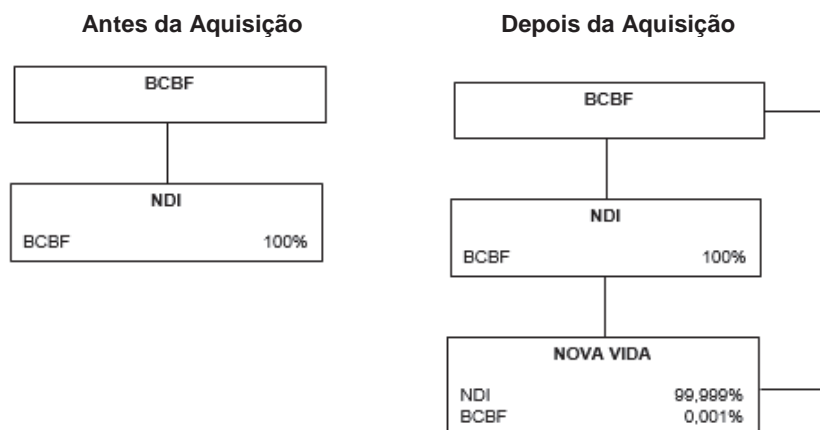 Antes da Aquisição
BCBF
NDI
BCBF 100%
Depois da Aquisição
BCBF
NDI
BCBF 100%
NOVA VIDA
NDI 99,999%
BCBF 0,001%